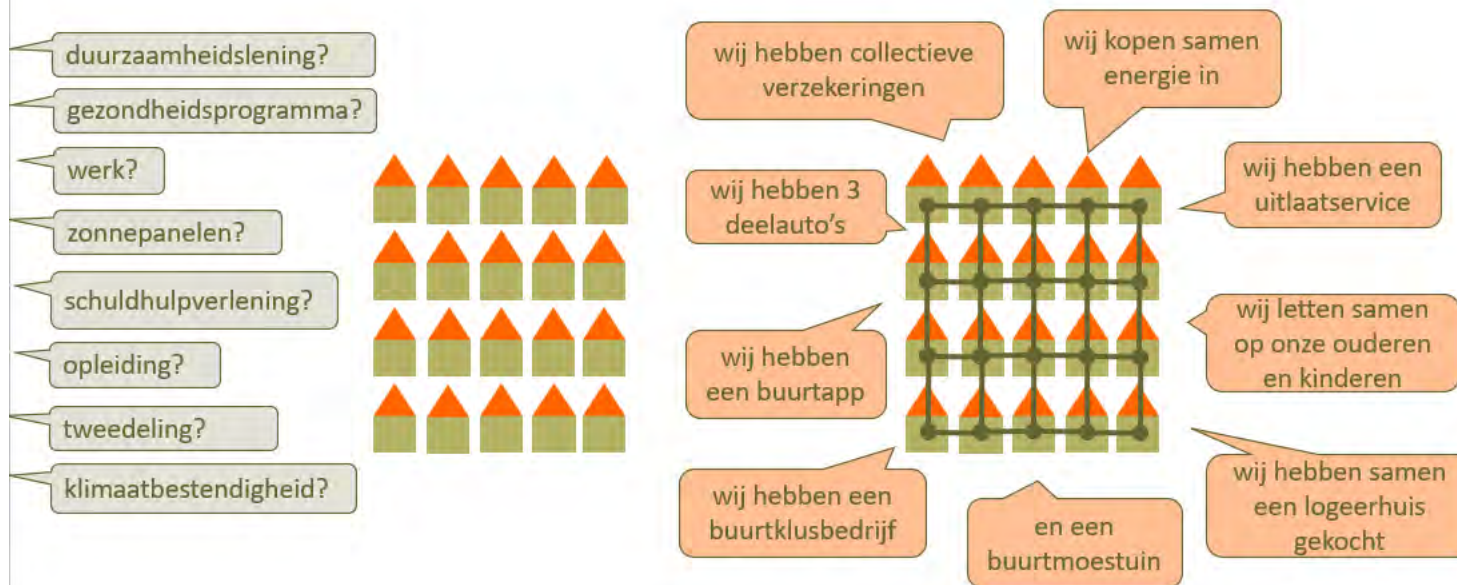 duurzaamheidslening?
gezondheidsprogramma?
werk?
zonnepanelen?
schuldhulpverlening?
opleiding?
tweedeling?
klimaatbestendigheid?
wij hebben collectieve
verzekeringen
wij kopen samen
energie in
wij hebben 3
deelauto's
wij hebben een
uitlaatservice
wij hebben
een buurtapp
wij letten samen
op onze ouderen
en kinderen
wij hebben een
buurtklusbedrijf
en een
buurtmoestuin
wij hebben samen
een logeerhuis
gekocht